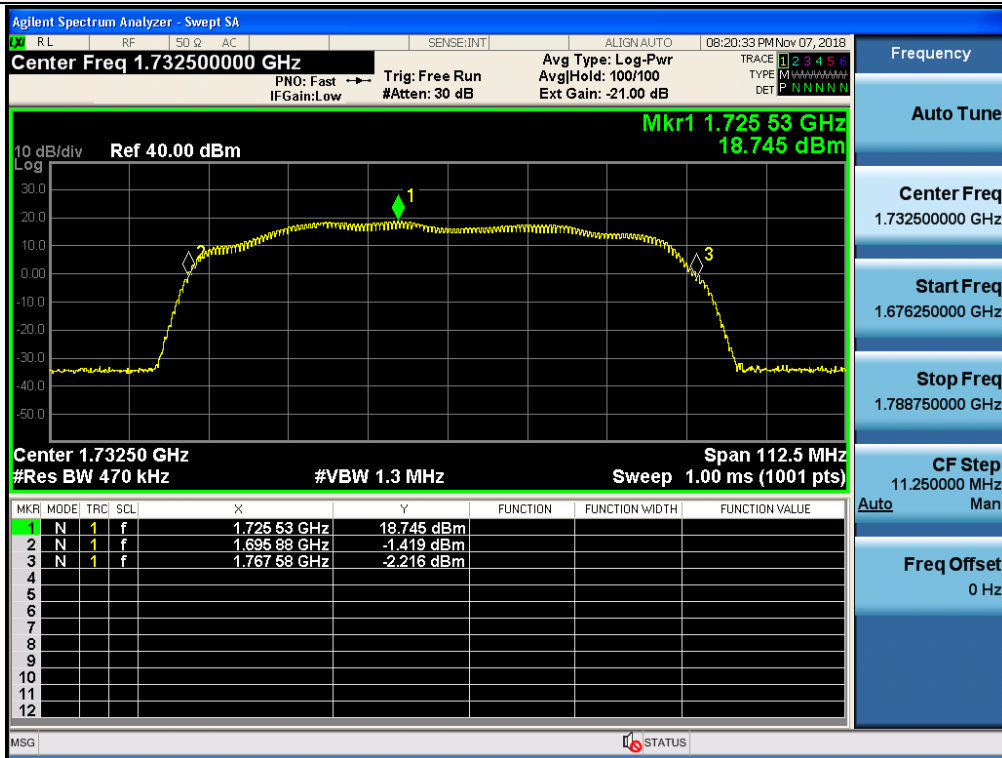 Agilent Spectrum Analyzer - Swept SA
LXI RL RF 50 Ω AC SENSE:INT ALIGN AUTO 08:20:33 PM Nov 07, 2018
Center Freq 1.732500000 GHz
PNO: Fast
IFGain:Low
Trig: Free Run
#Atten: 30 dB
Avg Type: Log-Pwr
Avg|Hold: 100/100
Ext Gain: -21.00 dB
TRACE 1 2 3 4 5 6
TYPE M
DET P N N N N N
Mkr1 1.725 53 GHz
18.745 dBm
10 dB/div Ref 40.00 dBm
Log
30.0
20.0
10.0
0.00
-10.0
-20.0
-30.0
-40.0
-50.0
1
2
3
Center 1.73250 GHz Span 112.5 MHz
#Res BW 470 kHz #VBW 1.3 MHz Sweep 1.00 ms (1001 pts)
MKR MODE TRC SCL X Y FUNCTION FUNCTION WIDTH FUNCTION VALUE
1 N 1 f 1.725 53 GHz 18.745 dBm
2 N 1 f 1.695 88 GHz -1.419 dBm
3 N 1 f 1.767 58 GHz -2.216 dBm
4
5
6
7
8
9
10
11
12
MSG STATUS
Frequency
Auto Tune
Center Freq
1.732500000 GHz
Start Freq
1.676250000 GHz
Stop Freq
1.788750000 GHz
CF Step
11.250000 MHz
Auto Man
Freq Offset
0 Hz